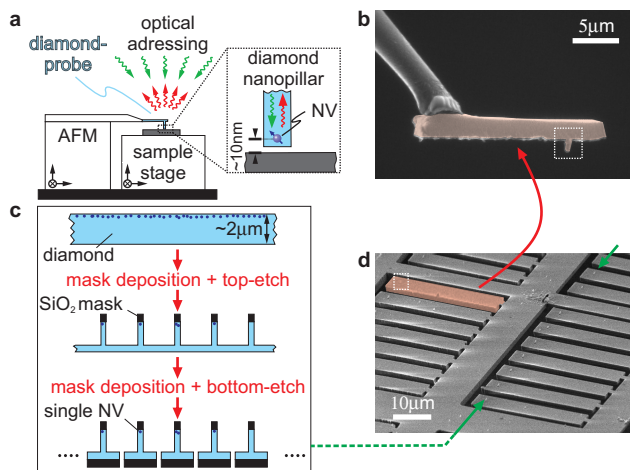 a
optical
adressing
diamond-
probe
diamond
nanopillar
NV
~10nm
AFM
sample
stage
b
5μm
c
~2μm
diamond
mask deposition + top-etch
SiO₂ mask
mask deposition + bottom-etch
single NV
d
10μm